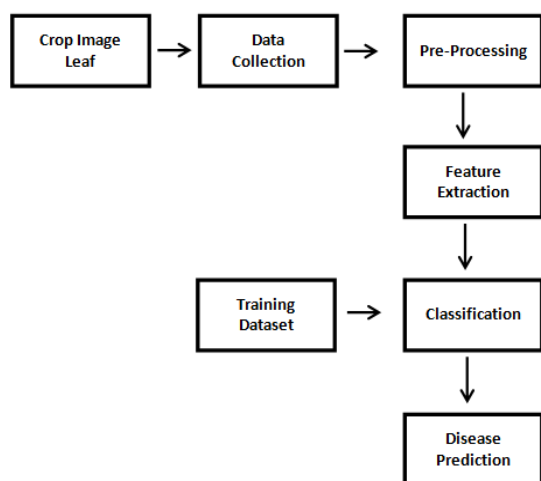 Crop Image
Leaf
Data
Collection
Pre-Processing
Feature
Extraction
Training
Dataset
Classification
Disease
Prediction